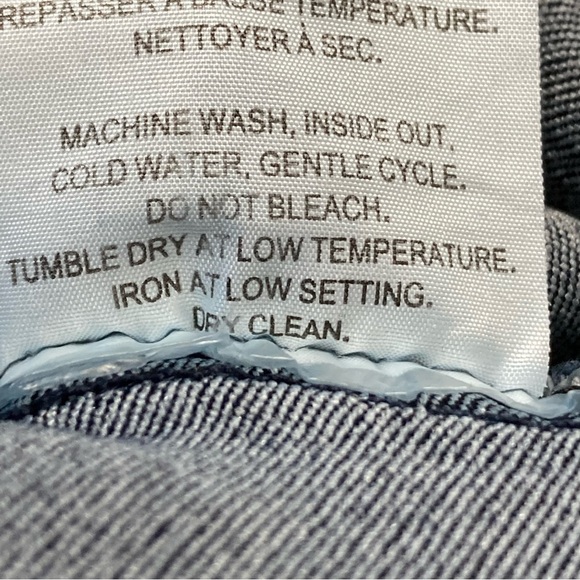 REPASSER À BASSE TEMPERATURE.
NETTOYER À SEC.
MACHINE WASH, INSIDE OUT.
COLD WATER, GENTLE CYCLE.
DO NOT BLEACH.
TUMBLE DRY AT LOW TEMPERATURE.
IRON AT LOW SETTING.
DRY CLEAN.